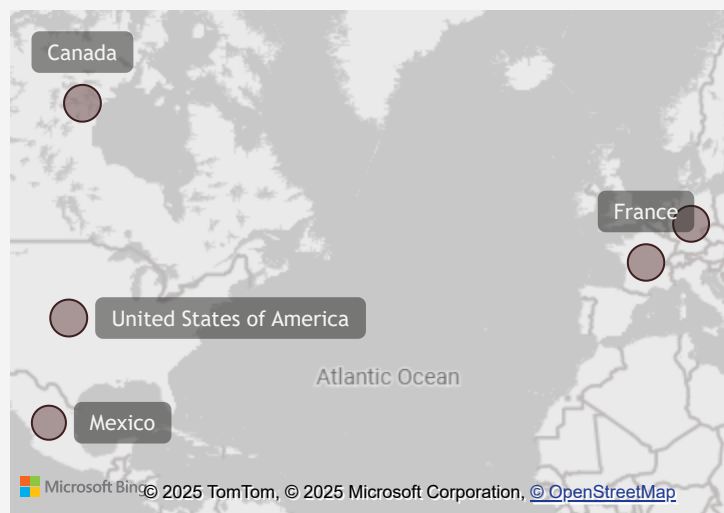 Canada
France
United States of America
Atlantic Ocean
Mexico
Microsoft Bing
© 2025 TomTom, © 2025 Microsoft Corporation, © OpenStreetMap